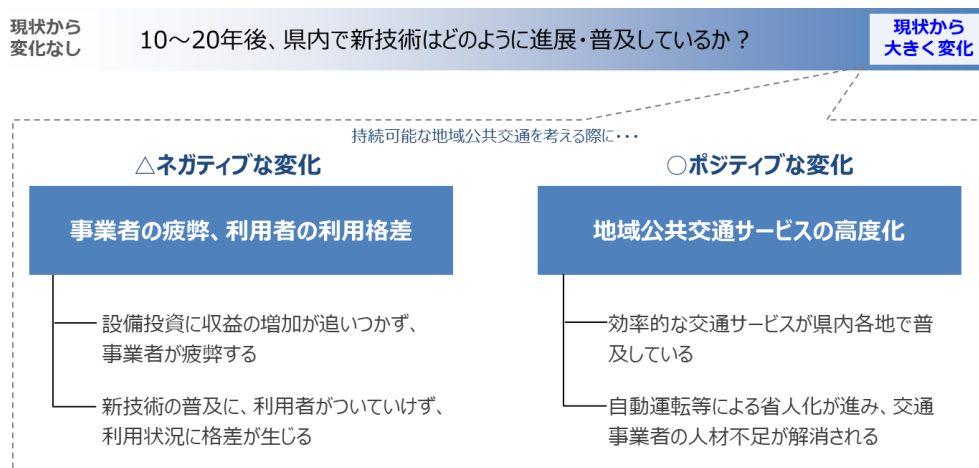 現状から
変化なし
10～20年後、県内で新技術はどのように進展・普及しているか？
現状から
大きく変化
持続可能な地域公共交通を考える際に・・・
△ネガティブな変化
事業者の疲弊、利用者の利用格差
設備投資に収益の増加が追いつかず、
事業者が疲弊する
新技術の普及に、利用者がついていけず、
利用状況に格差が生じる
○ポジティブな変化
地域公共交通サービスの高度化
効率的な交通サービスが県内各地で普
及している
自動運転等による省人化が進み、交通
事業者の人材不足が解消される